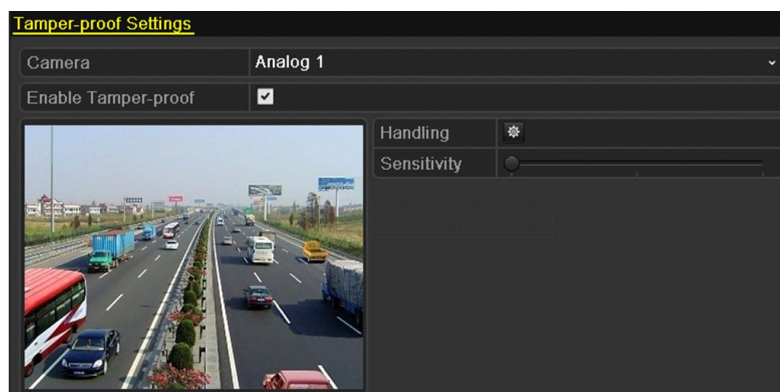 Tamper-proof Settings
Camera Analog 1
Enable Tamper-proof
Handling
Sensitivity